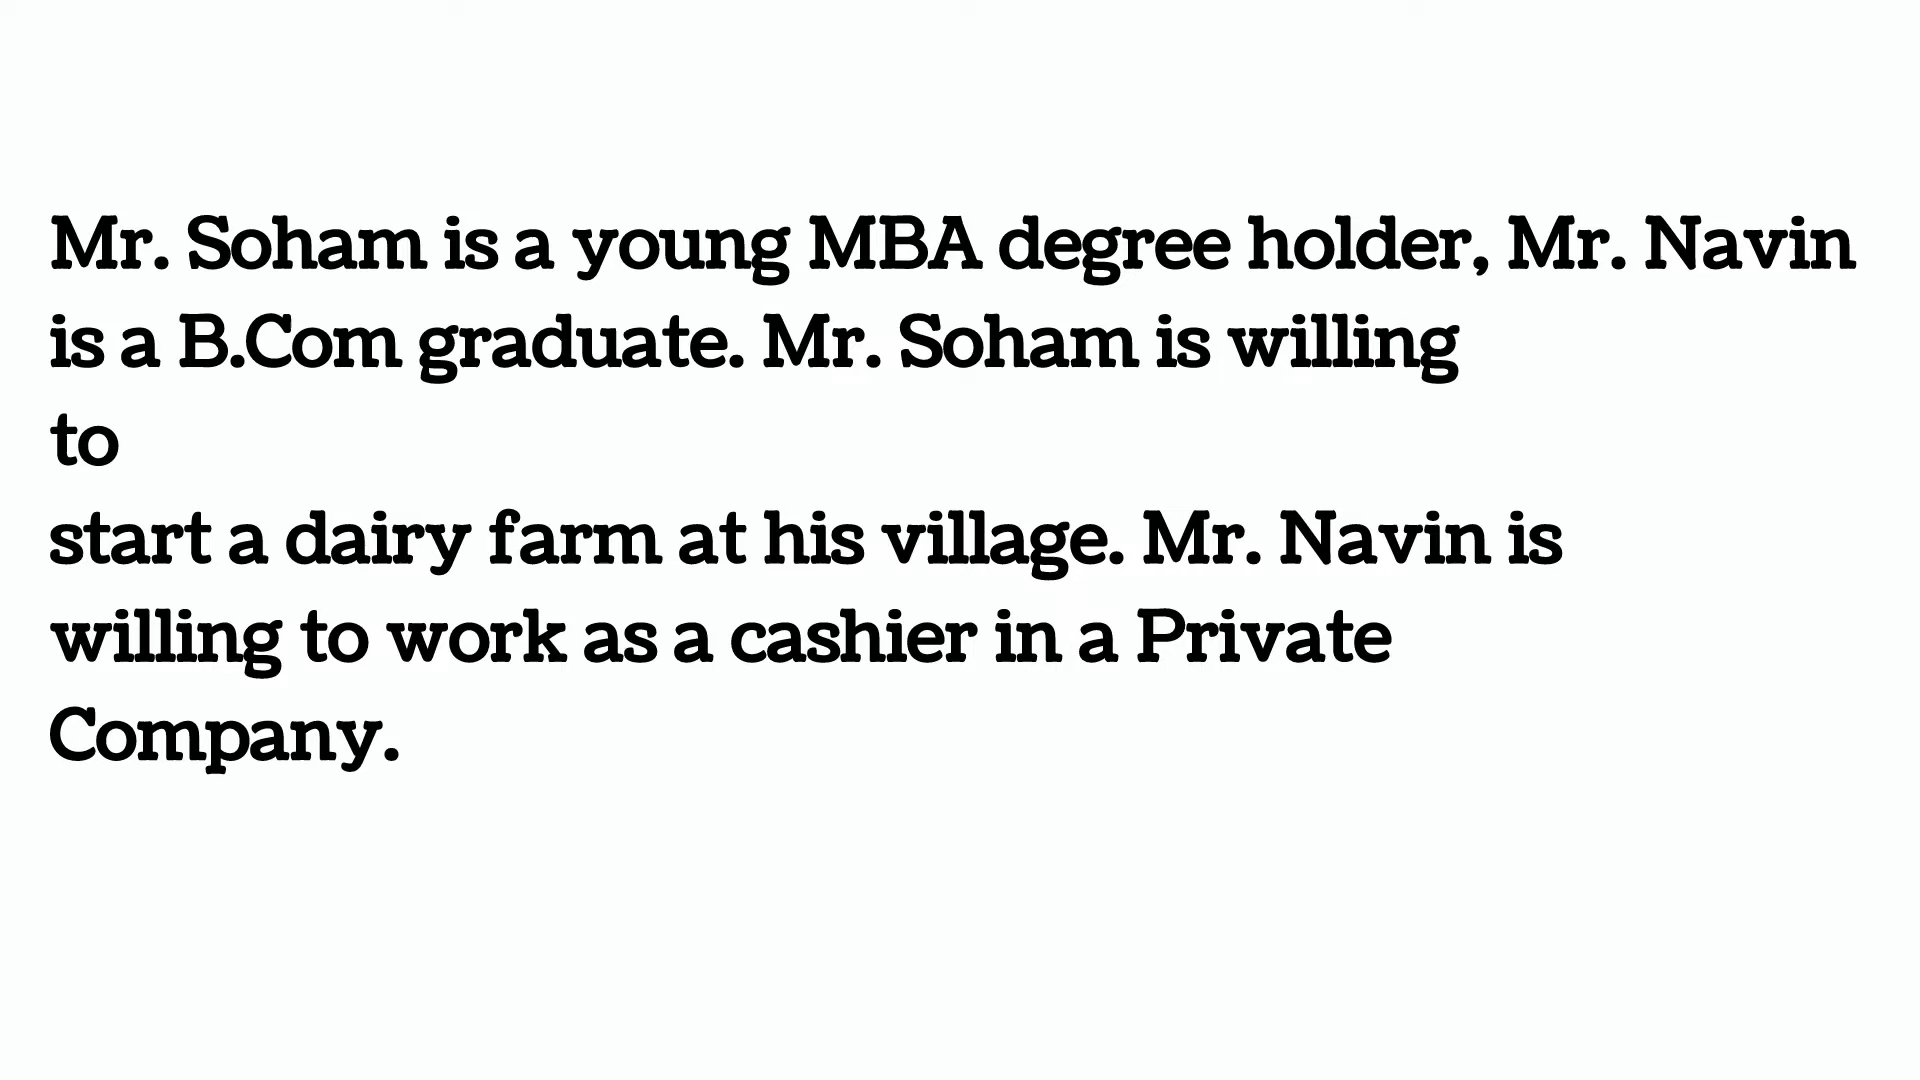 Mr. Soham is a young MBA degree holder, Mr. Navin
is a B.Com graduate. Mr. Soham is willing
to
start a dairy farm at his village. Mr. Navin is
willing to work as a cashier in a Private
Company.